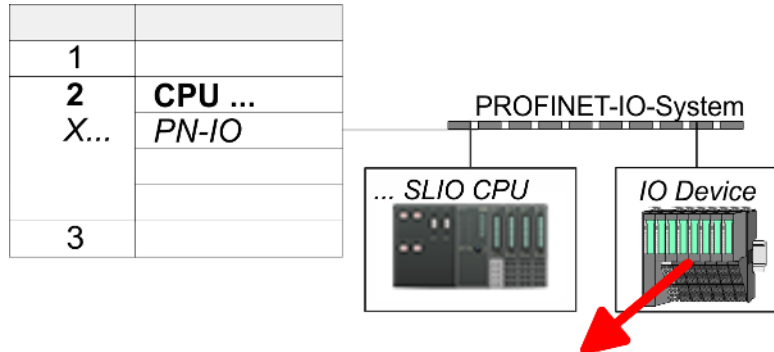 1
2 CPU ...
X... PN-IO
3
PROFINET-IO-System
... SLIO CPU
IO Device